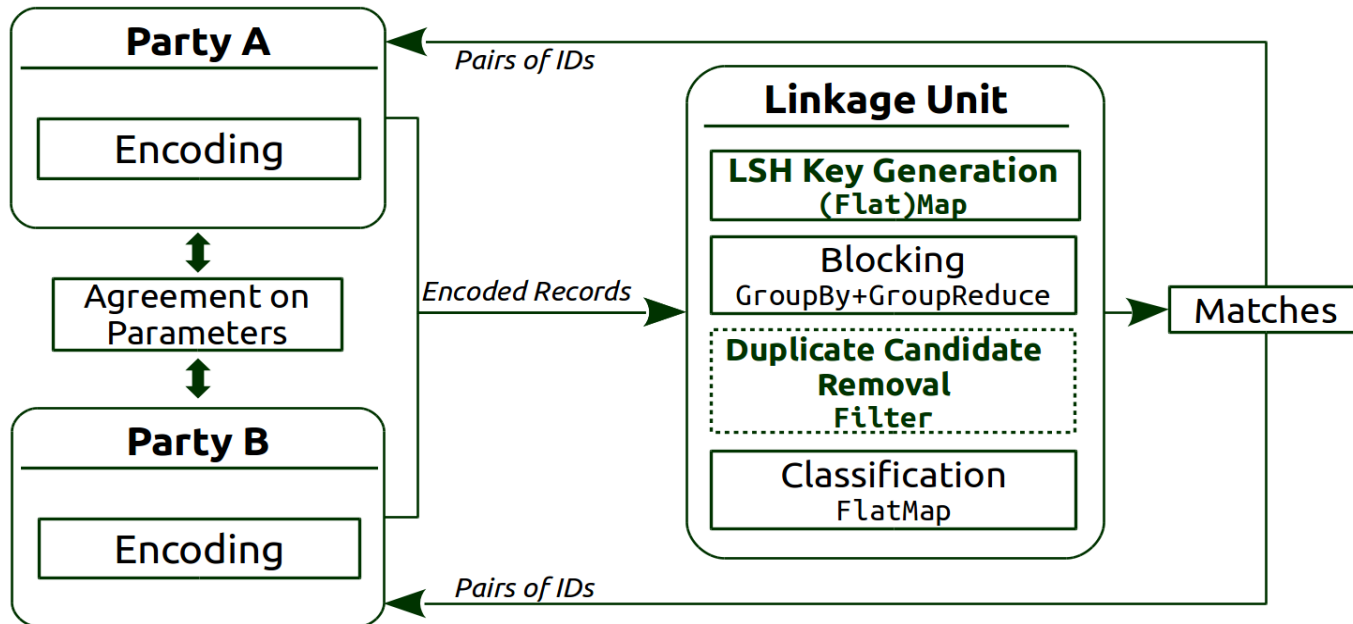 Party A
Encoding
Agreement on
Parameters
Party B
Encoding
Pairs of IDs
Encoded Records
Pairs of IDs
Linkage Unit
LSH Key Generation
(Flat)Map
Blocking
GroupBy+GroupReduce
Duplicate Candidate
Removal
Filter
Classification
FlatMap
Matches